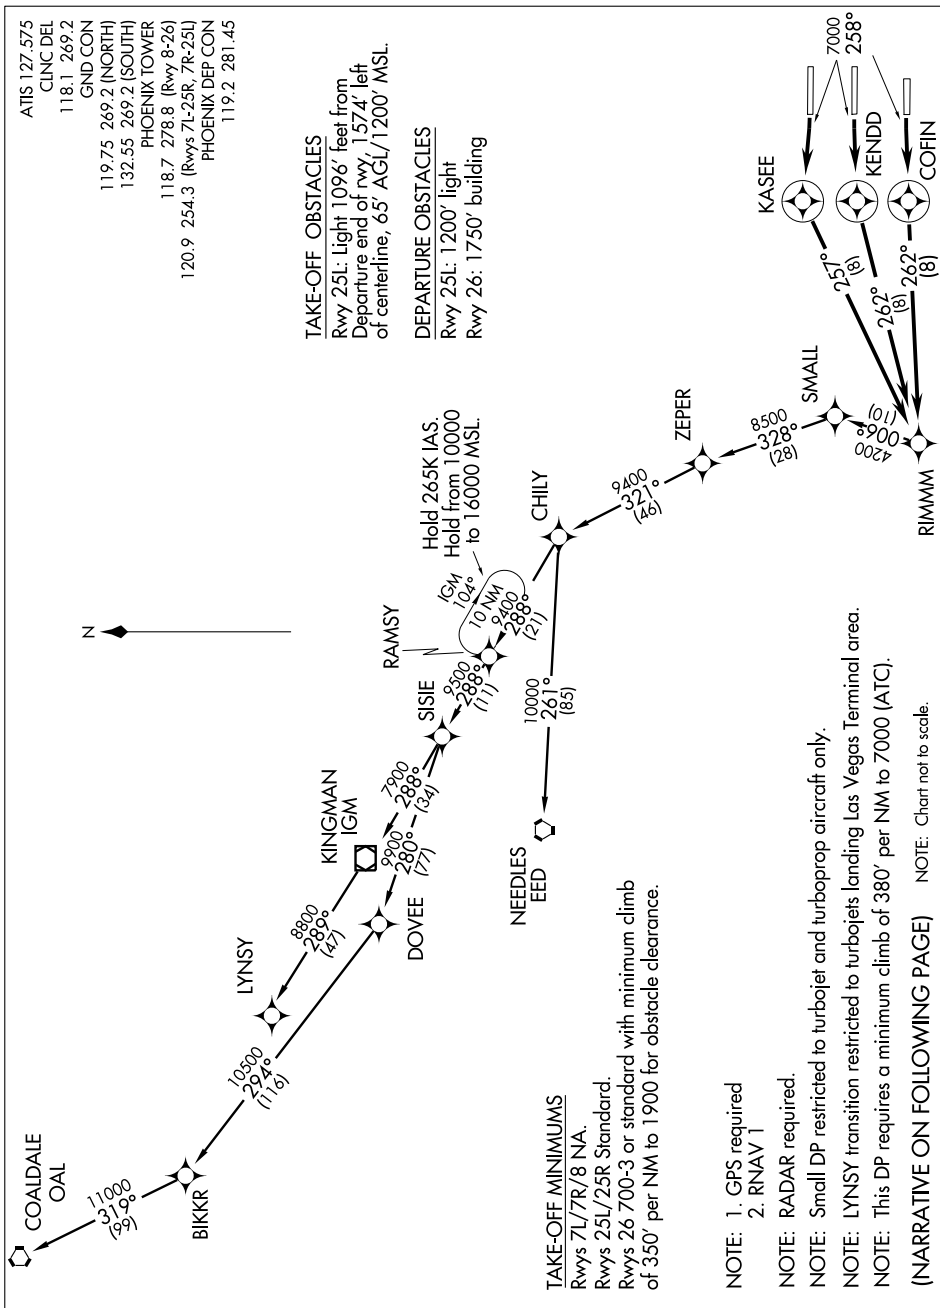 ATIS 127.575
CLNC DEL
118.1 269.2
GND CON
119.75 269.2 (NORTH)
132.55 269.2 (SOUTH)
PHOENIX TOWER
118.7 278.8 (Rwy 8-26)
120.9 254.3 (Rwys 7L-25R, 7R-25L)
PHOENIX DEP CON
119.2 281.45
TAKE-OFF OBSTACLES
Rwy 25L: Light 1096' feet from
Departure end of rwy, 1574' left
of centerline, 65' AGL/1200' MSL.
DEPARTURE OBSTACLES
Rwy 25L: 1200' light
Rwy 26: 1750' building
N
COALDALE
OAL
11000
319°
(99)
BIKKR
10500
294°
(116)
LYNSY
8800
289°
(47)
KINGMAN
IGM
DOVEE
9900
280°
(77)
7900
288°
(34)
SISIE
9500
288°
(11)
RAMSY
IGM
104°
10 NM
Hold 265K IAS.
Hold from 10000
to 16000 MSL.
9400
288°
(21)
CHILY
NEEDLES
EED
10000
261°
(85)
9400
321°
(46)
ZEPER
8500
328°
(28)
SMALL
4200
006°
(10)
RIMMM
KASEE
257°
(8)
KENDD
262°
(8)
COFIN
262°
(8)
7000
258°
TAKE-OFF MINIMUMS
Rwys 7L/7R/8 NA.
Rwys 25L/25R Standard.
Rwys 26 700-3 or standard with minimum climb
of 350' per NM to 1900 for obstacle clearance.
NOTE: 1. GPS required
2. RNAV 1
NOTE: RADAR required.
NOTE: Small DP restricted to turbojet and turboprop aircraft only.
NOTE: LYNSY transition restricted to turbojets landing Las Vegas Terminal area.
NOTE: This DP requires a minimum climb of 380' per NM to 7000 (ATC).
(NARRATIVE ON FOLLOWING PAGE) NOTE: Chart not to scale.